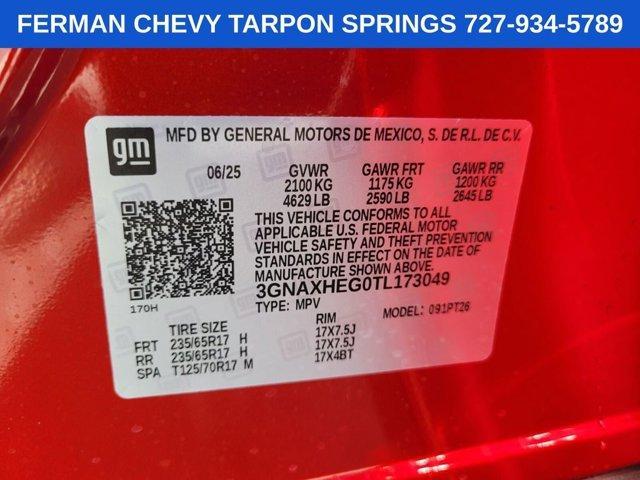 FERMAN CHEVY TARPON SPRINGS 727-934-5789
gm
MFD BY GENERAL MOTORS DE MEXICO, S. DE R.L. DE C.V.
06/25 GVWR GAWR FRT GAWR RR
2100 KG 1175 KG 1200 KG
4629 LB 2590 LB 2645 LB
THIS VEHICLE CONFORMS TO ALL
APPLICABLE U.S. FEDERAL MOTOR
VEHICLE SAFETY AND THEFT PREVENTION
STANDARDS IN EFFECT ON THE DATE OF
MANUFACTURE SHOWN ABOVE.
3GNAXHEG0TL173049
170H
TYPE: MPV MODEL: 091PT26
TIRE SIZE RIM
FRT 235/65R17 H 17X7.5J
RR 235/65R17 H 17X7.5J
SPA T125/70R17 M 17X4BT